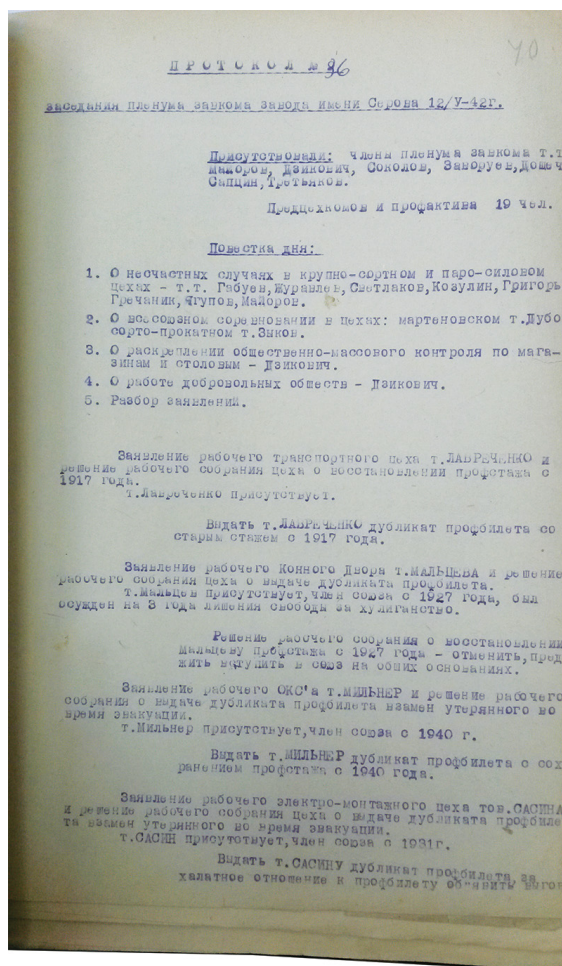 70
ПРОТОКОЛ № 96
заседания пленума завкома завода имени Серова 12/У-42г.
Присутствовали: члены пленума завкома т.т
Майоров, Дзикович, Соколов, Заворуев, Дощеч
Сапцин, Третьяков.
Предцехкомов и профактива 19 чел.
Повестка дня:
1. О несчастных случаях в крупно-сортном и паро-силовом
цехах - т.т. Габуев, Журавлев, Светлаков, Козулин, Григорь
Гречаник, Ягупов, Майоров.
2. О всесоюзном соревновании в цехах: мартеновском т.Дубо
сорто-прокатном т.Зыков.
3. О раскреплении общественно-массового контроля по мага-
зинам и столовым - Дзикович.
4. О работе добровольных обществ - Дзикович.
5. Разбор заявлений.
Заявление рабочего транспортного цеха т.ЛАВРЕЧЕНКО и
решение рабочего собрания цеха о восстановлении профстажа с
1917 года.
т.Лавреченко присутствует.
Выдать т.ЛАВРЕЧЕНКО дубликат профбилета со
старым стажем с 1917 года.
Заявление рабочего Конного Двора т.МАЛЬЦЕВА и решение
рабочего собрания цеха о выдаче дубликата профбилета.
т.Мальцев присутствует, член союза с 1927 года, был
осужден на 3 года лишения свободы за хулиганство.
Решение рабочего собрания о восстановлении
Мальцеву профстажа с 1927 года - отменить, пред
жить вступить в союз на общих основаниях.
Заявление рабочего ОКС'а т.МИЛЬНЕР и решение рабочего
собрания о выдаче дубликата профбилета взамен утерянного во
время эвакуации.
т.Мильнер присутствует, член союза с 1940 г.
Выдать т.МИЛЬНЕР дубликат профбилета с сох
ранением профстажа с 1940 года.
Заявление рабочего электро-монтажного цеха тов.САСИНА
и решение рабочего собрания цеха о выдаче дубликата профбиле
та взамен утерянного во время эвакуации.
т.САСИН присутствует, член союза с 1931г.
Выдать т.САСИНУ дубликат профбилета, за
халатное отношение к профбилету об'явить выгов